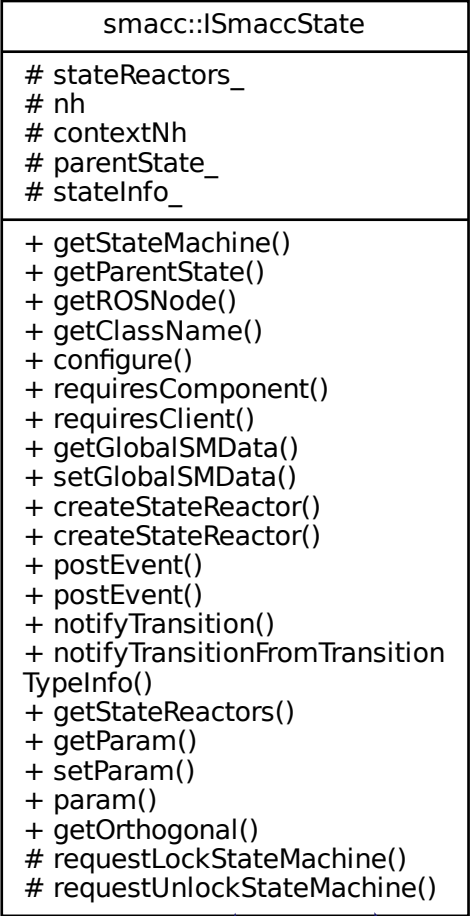 smacc::ISmaccState
# stateReactors_
# nh
# contextNh
# parentState_
# stateInfo_
+ getStateMachine()
+ getParentState()
+ getROSNode()
+ getClassName()
+ configure()
+ requiresComponent()
+ requiresClient()
+ getGlobalSMData()
+ setGlobalSMData()
+ createStateReactor()
+ createStateReactor()
+ postEvent()
+ postEvent()
+ notifyTransition()
+ notifyTransitionFromTransition
TypeInfo()
+ getStateReactors()
+ getParam()
+ setParam()
+ param()
+ getOrthogonal()
# requestLockStateMachine()
# requestUnlockStateMachine()